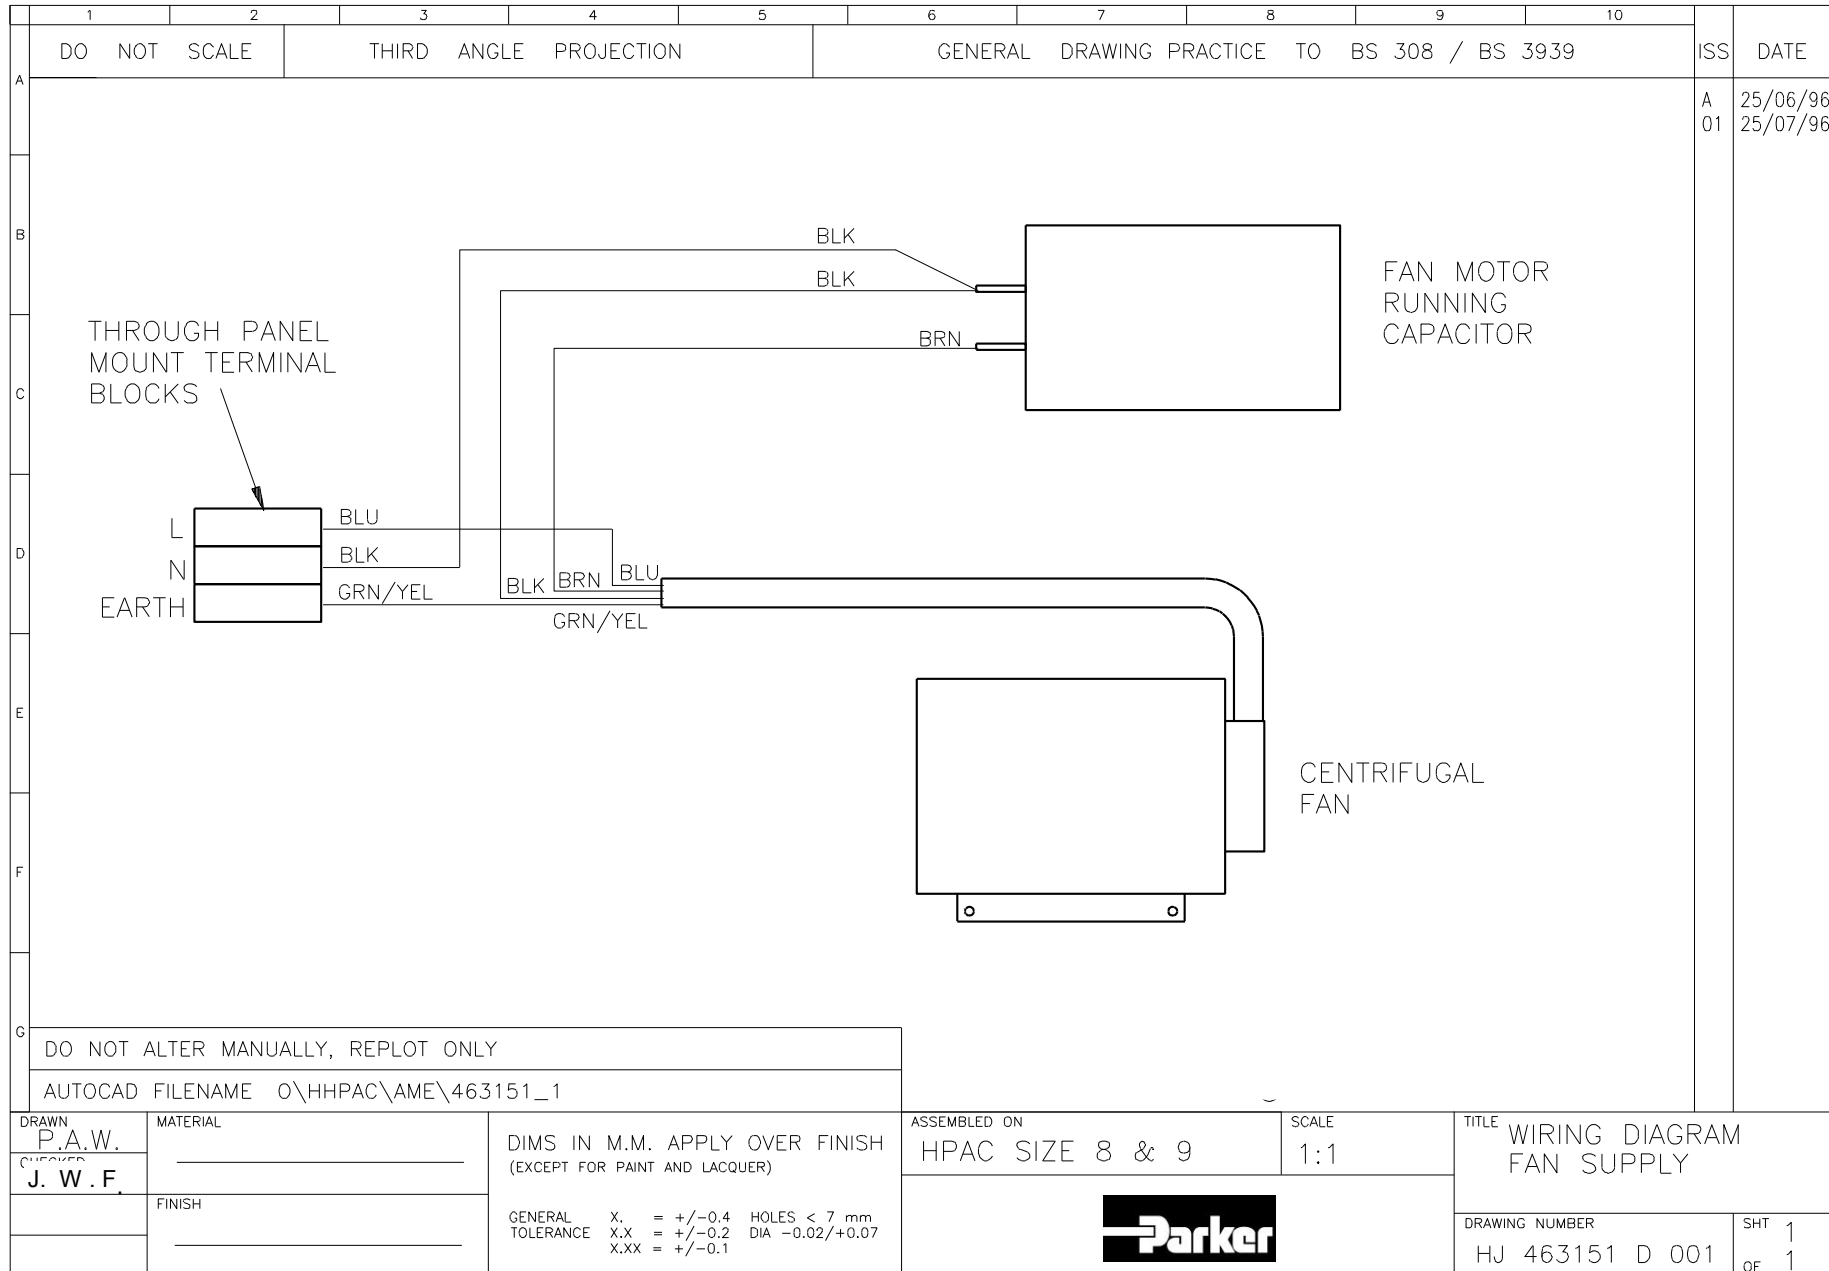 1 2 3 4 5 6 7 8 9 10
DO NOT SCALE
THIRD ANGLE PROJECTION
GENERAL DRAWING PRACTICE TO BS 308 / BS 3939
ISS DATE
A 25/06/96
01 25/07/96
A
B
C
D
E
F
G
BLK
BLK
BRN
FAN MOTOR
RUNNING
CAPACITOR
THROUGH PANEL
MOUNT TERMINAL
BLOCKS
L
N
EARTH
BLU
BLK
GRN/YEL
BLK
BRN
BLU
GRN/YEL
CENTRIFUGAL
FAN
DO NOT ALTER MANUALLY, REPLOT ONLY
AUTOCAD FILENAME O\HHPAC\AME\463151_1
DRAWN
P.A.W.
CHECKED
J. W . F.
MATERIAL
FINISH
DIMS IN M.M. APPLY OVER FINISH
(EXCEPT FOR PAINT AND LACQUER)
GENERAL X. = +/-0.4 HOLES < 7 mm
TOLERANCE X.X = +/-0.2 DIA -0.02/+0.07
X.XX = +/-0.1
ASSEMBLED ON
HPAC SIZE 8 & 9
SCALE
1:1
Parker
TITLE
WIRING DIAGRAM
FAN SUPPLY
DRAWING NUMBER
HJ 463151 D 001
SHT 1
OF 1